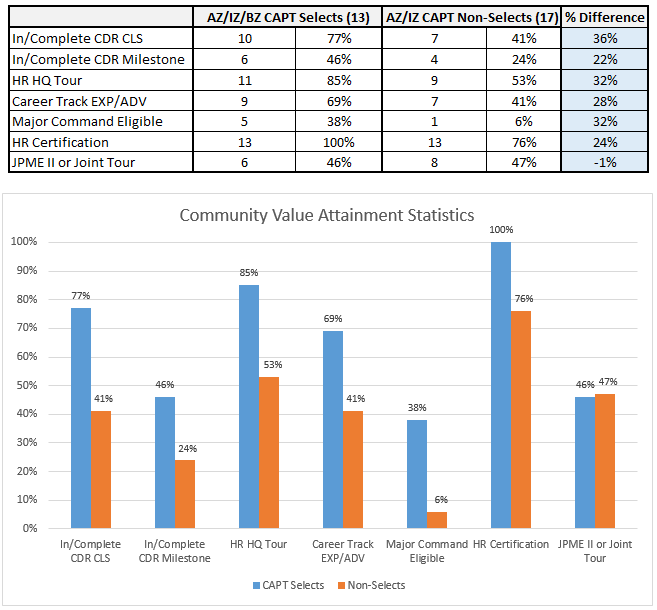 AZ/IZ/BZ CAPT Selects (13) AZ/IZ CAPT Non-Selects (17) % Difference
In/Complete CDR CLS 10 77% 7 41% 36%
In/Complete CDR Milestone 6 46% 4 24% 22%
HR HQ Tour 11 85% 9 53% 32%
Career Track EXP/ADV 9 69% 7 41% 28%
Major Command Eligible 5 38% 1 6% 32%
HR Certification 13 100% 13 76% 24%
JPME II or Joint Tour 6 46% 8 47% -1%
Community Value Attainment Statistics
100%
90%
80%
70%
60%
50%
40%
30%
20%
10%
0%
77% 41% 46% 24% 85% 53% 69% 41% 38% 6% 100% 76% 46% 47%
In/Complete In/Complete HR HQ Tour Career Track Major Command HR Certification JPME II or Joint
CDR CLS CDR Milestone EXP/ADV Eligible Tour
CAPT Selects Non-Selects